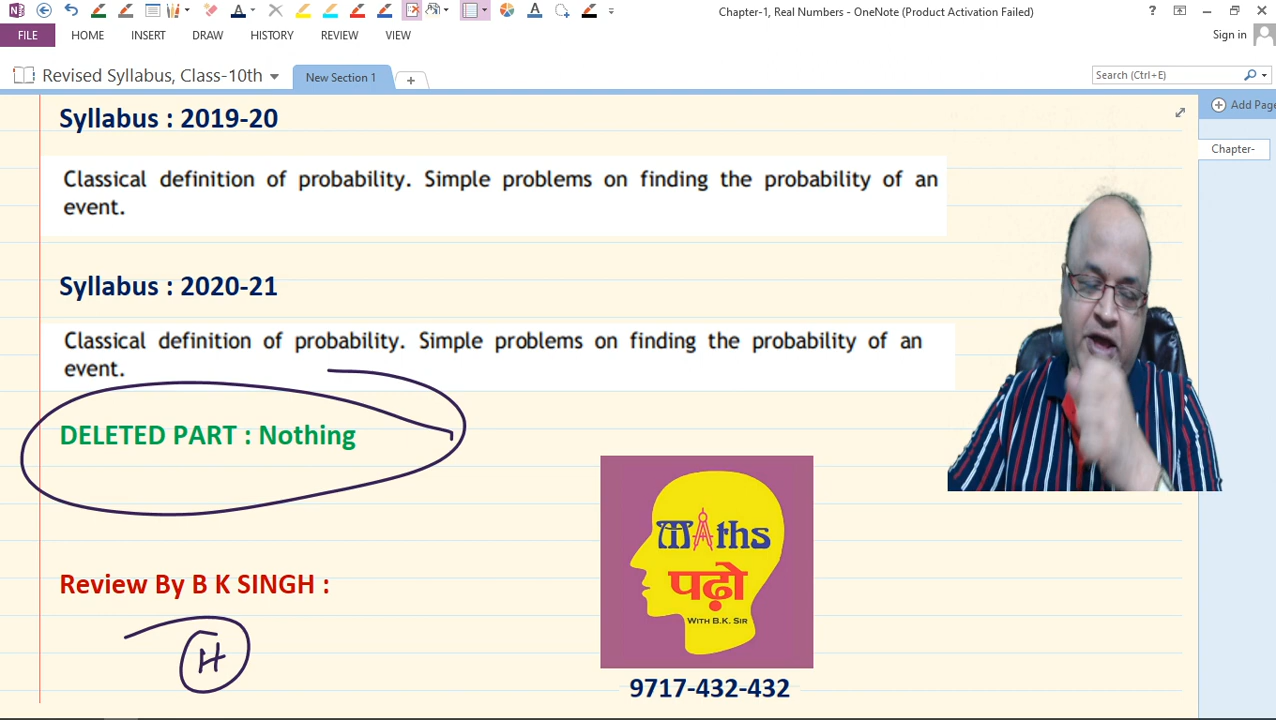 Chapter-1, Real Numbers - OneNote (Product Activation Failed)
FILE HOME INSERT DRAW HISTORY REVIEW VIEW
Sign in
Revised Syllabus, Class-10th
New Section 1
Search (Ctrl+E)
Add Page
Chapter-
Syllabus : 2019-20
Classical definition of probability. Simple problems on finding the probability of an
event.
Syllabus : 2020-21
Classical definition of probability. Simple problems on finding the probability of an
event.
DELETED PART : Nothing
Review By B K SINGH :
Maths
पढ़ो
WITH B.K. SIR
9717-432-432